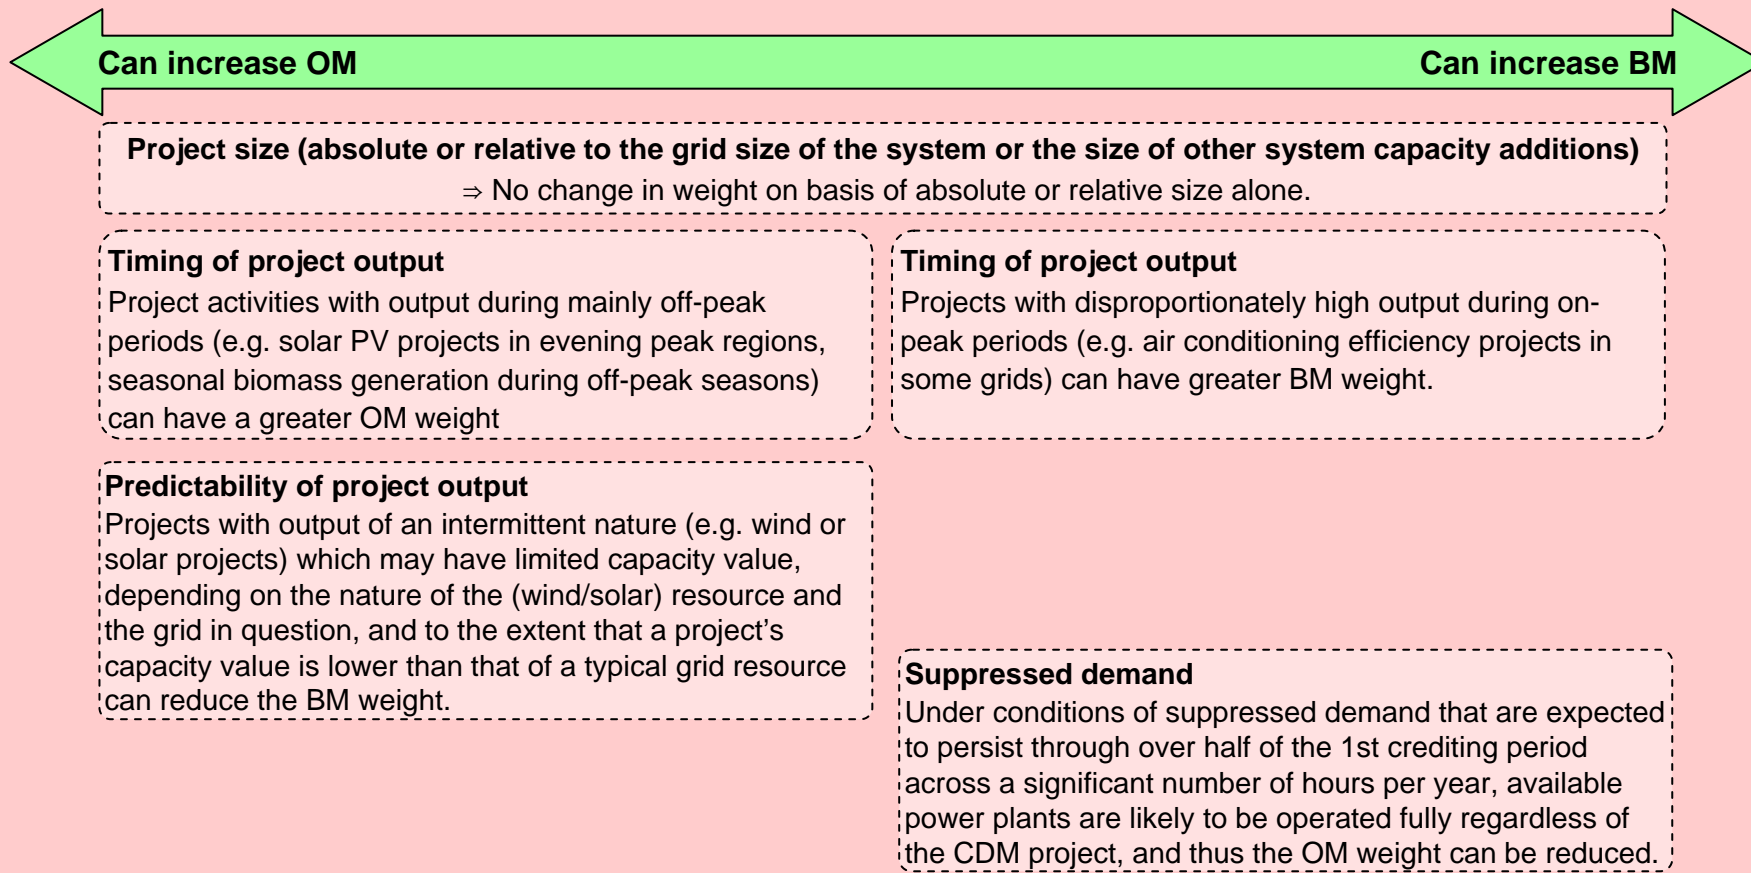 Can increase OM
Can increase BM
Project size (absolute or relative to the grid size of the system or the size of other system capacity additions)
⇒ No change in weight on basis of absolute or relative size alone.
Timing of project output
Project activities with output during mainly off-peak
periods (e.g. solar PV projects in evening peak regions,
seasonal biomass generation during off-peak seasons)
can have a greater OM weight
Timing of project output
Projects with disproportionately high output during on-
peak periods (e.g. air conditioning efficiency projects in
some grids) can have greater BM weight.
Predictability of project output
Projects with output of an intermittent nature (e.g. wind or
solar projects) which may have limited capacity value,
depending on the nature of the (wind/solar) resource and
the grid in question, and to the extent that a project’s
capacity value is lower than that of a typical grid resource
can reduce the BM weight.
Suppressed demand
Under conditions of suppressed demand that are expected
to persist through over half of the 1st crediting period
across a significant number of hours per year, available
power plants are likely to be operated fully regardless of
the CDM project, and thus the OM weight can be reduced.